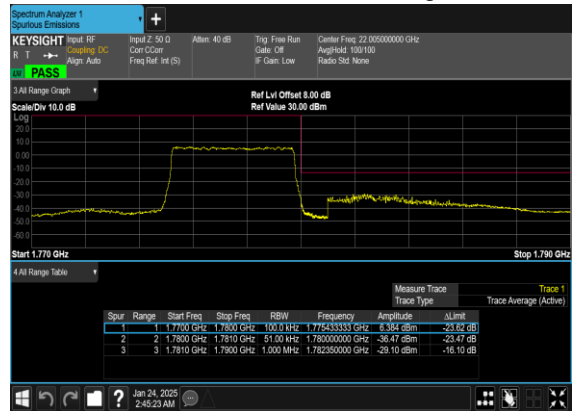 Spectrum Analyzer 1
Spurious Emissions
KEYSIGHT Input: RF Input Z: 50 Ω Atten: 40 dB Trig: Free Run Center Freq: 22.005000000 GHz
R T Coupling: DC Corr CCorr Gate: Off Avg|Hold: 100/100
Align: Auto Freq Ref: Int (S) IF Gain: Low Radio Std: None
PASS
3 All Range Graph
Ref Lvl Offset 8.00 dB
Scale/Div 10.0 dB Ref Value 30.00 dBm
Log
20.0
10.0
0.00
-10.0
-20.0
-30.0
-40.0
-50.0
-60.0
Start 1.770 GHz Stop 1.790 GHz
4 All Range Table
Measure Trace Trace 1
Trace Type Trace Average (Active)
Spur Range Start Freq Stop Freq RBW Frequency Amplitude ΔLimit
1 1 1.7700 GHz 1.7800 GHz 100.0 kHz 1.775433333 GHz 6.384 dBm -23.62 dB
2 2 1.7800 GHz 1.7810 GHz 51.00 kHz 1.780000000 GHz -36.47 dBm -23.47 dB
3 3 1.7810 GHz 1.7900 GHz 1.000 MHz 1.782350000 GHz -29.10 dBm -16.10 dB
Jan 24, 2025
2:45:23 AM